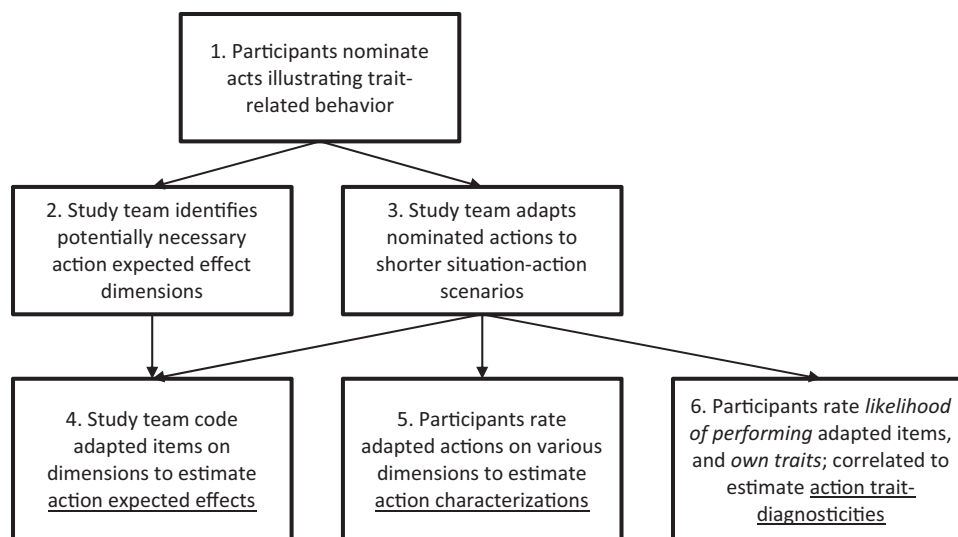 1. Participants nominate
acts illustrating trait-
related behavior
2. Study team identifies
potentially necessary
action expected effect
dimensions
3. Study team adapts
nominated actions to
shorter situation-action
scenarios
4. Study team code
adapted items on
dimensions to estimate
action expected effects
5. Participants rate
adapted actions on various
dimensions to estimate
action characterizations
6. Participants rate likelihood
of performing adapted items,
and own traits; correlated to
estimate action trait-
diagnosticities